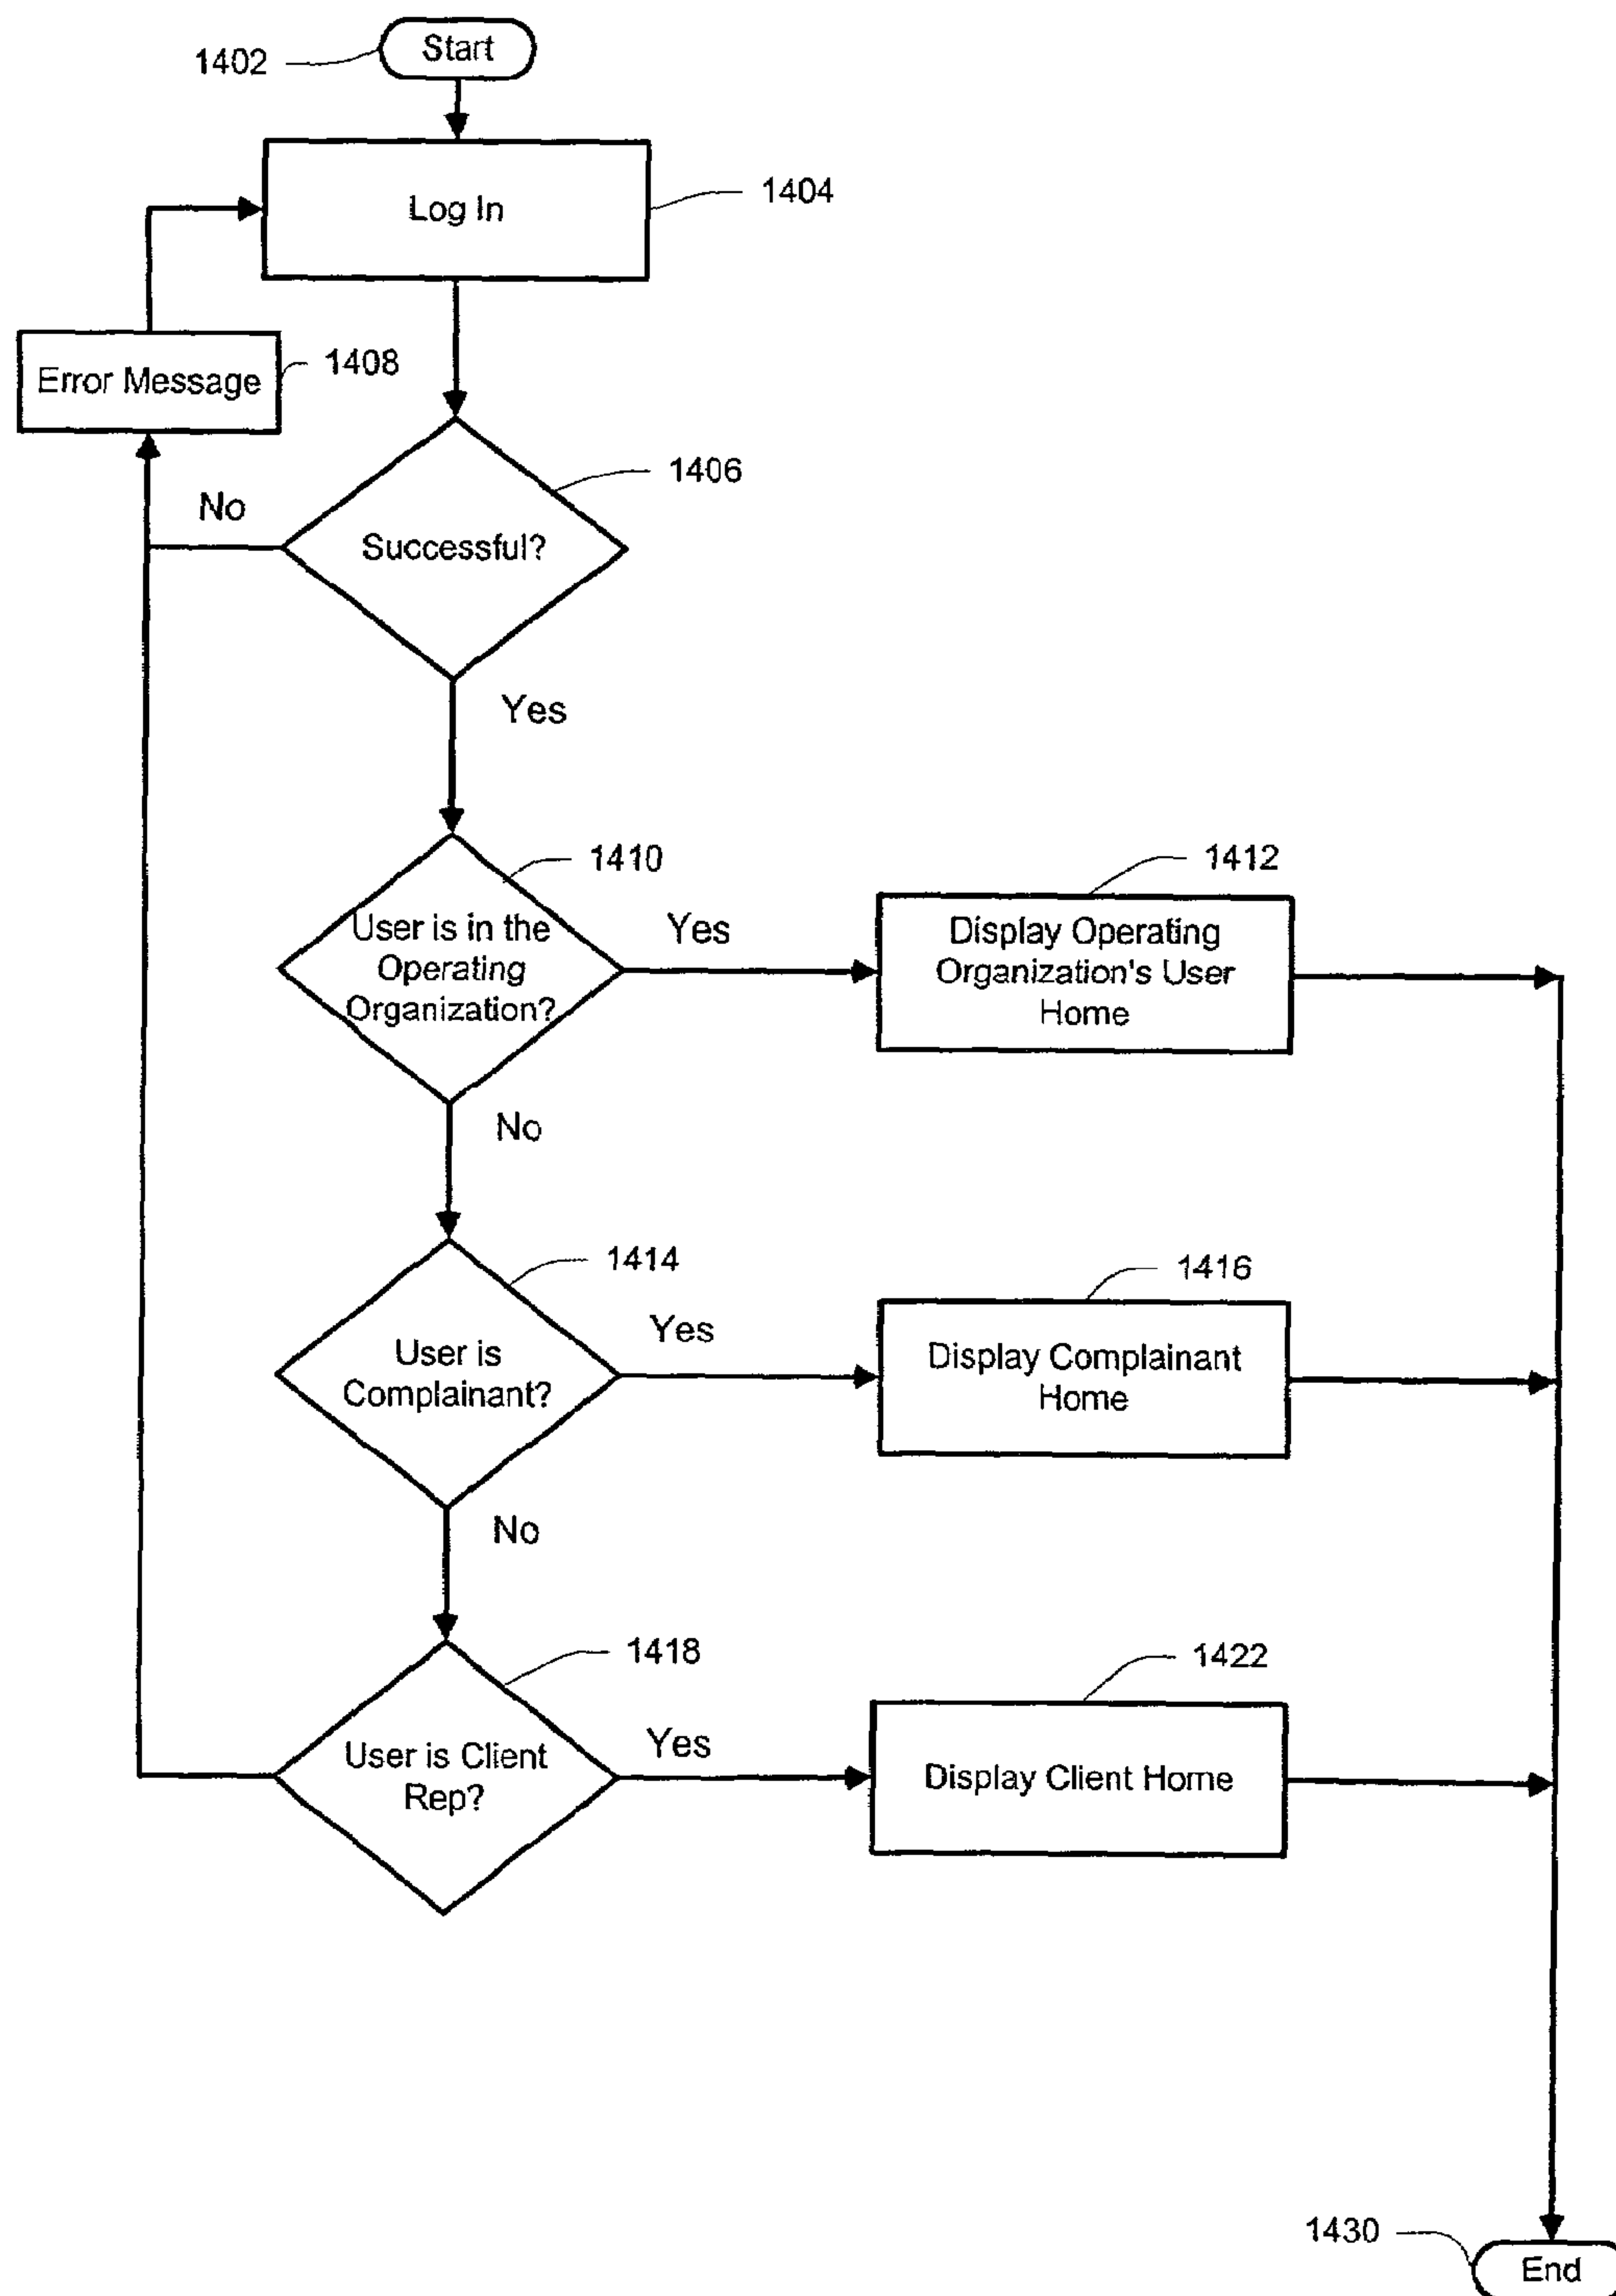 Start
1402
Log In
1404
Error Message
1408
1406
No
Successful?
Yes
1410
User is in the
Operating
Organization?
Yes
1412
Display Operating
Organization's User
Home
No
1414
User is
Complainant?
Yes
1416
Display Complainant
Home
No
1418
User is Client
Rep?
Yes
1422
Display Client Home
1430
End